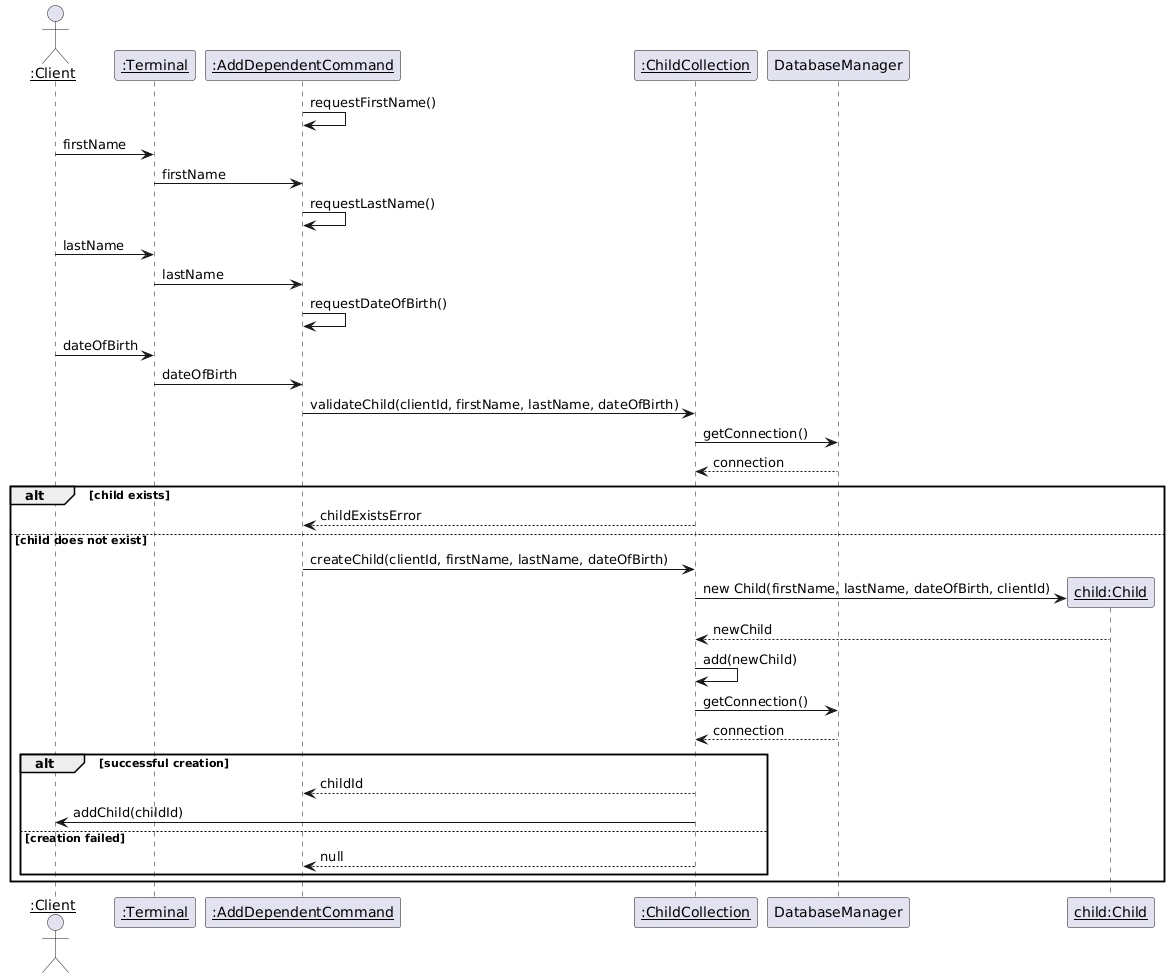 :Client
:Terminal
:AddDependentCommand
:ChildCollection
DatabaseManager
requestFirstName()
firstName
firstName
requestLastName()
lastName
lastName
requestDateOfBirth()
dateOfBirth
dateOfBirth
validateChild(clientId, firstName, lastName, dateOfBirth)
getConnection()
connection
alt [child exists]
childExistsError
[child does not exist]
createChild(clientId, firstName, lastName, dateOfBirth)
new Child(firstName, lastName, dateOfBirth, clientId)
child:Child
newChild
add(newChild)
getConnection()
connection
alt [successful creation]
childId
addChild(childId)
[creation failed]
null
:Client
:Terminal
:AddDependentCommand
:ChildCollection
DatabaseManager
child:Child